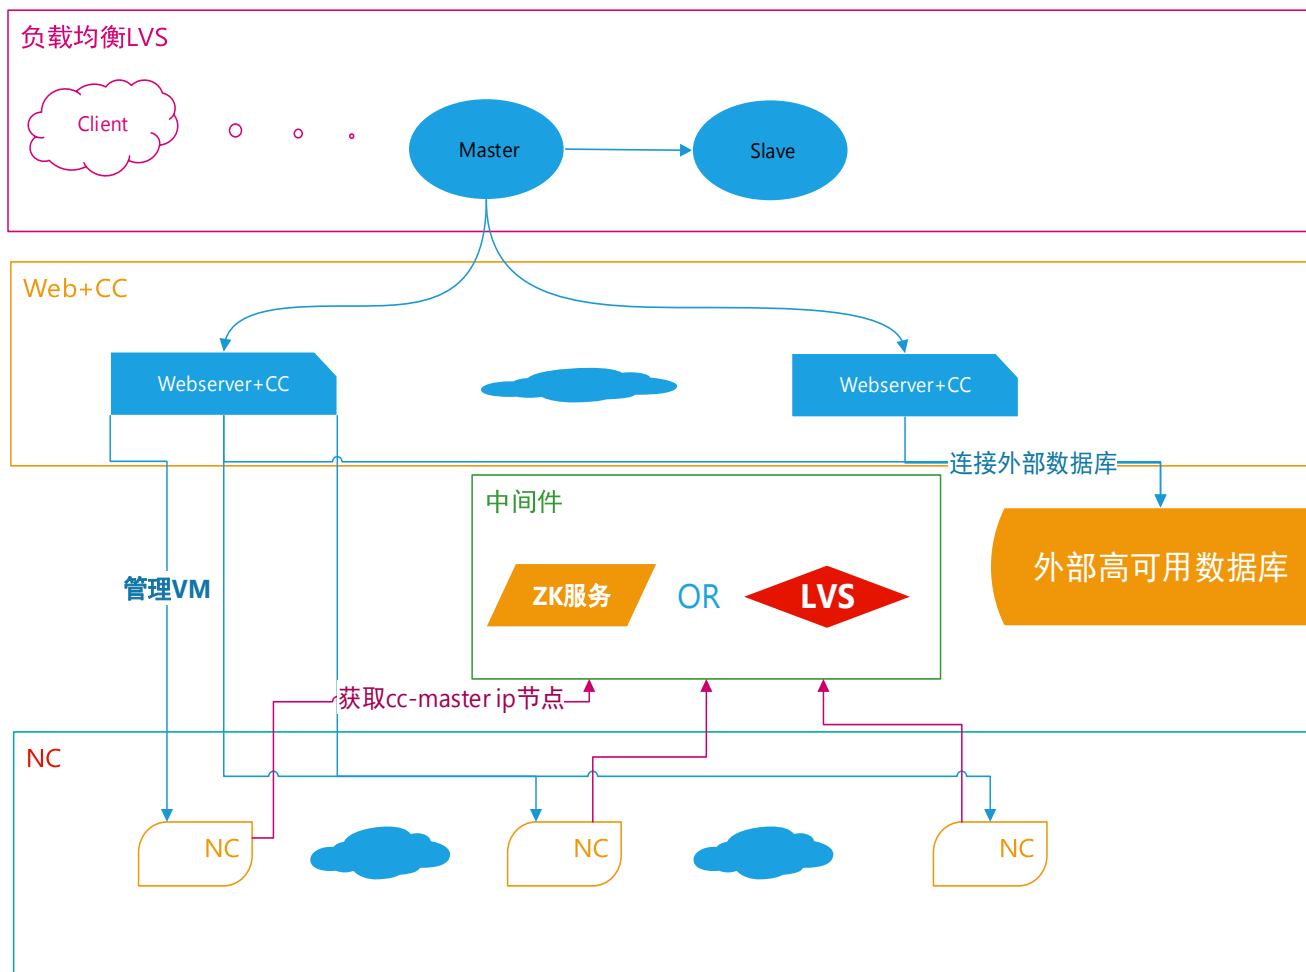 负载均衡LVS
Client
Master
Slave
Web+CC
Webserver+CC
Webserver+CC
连接外部数据库
中间件
外部高可用数据库
管理VM
ZK服务
OR
LVS
获取cc-master ip节点
NC
NC
NC
NC